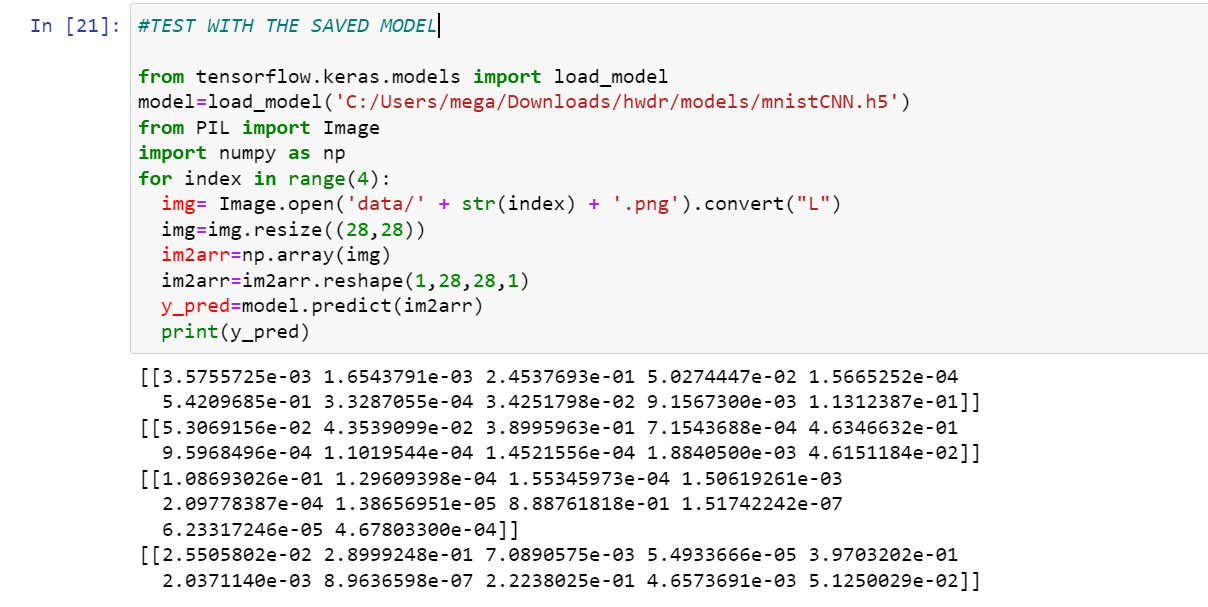 In [21]: #TEST WITH THE SAVED MODEL
from tensorflow.keras.models import load_model
model=load_model('C:/Users/mega/Downloads/hwdr/models/mnistCNN.h5')
from PIL import Image
import numpy as np
for index in range(4):
  img= Image.open('data/' + str(index) + '.png').convert("L")
  img=img.resize((28,28))
  im2arr=np.array(img)
  im2arr=im2arr.reshape(1,28,28,1)
  y_pred=model.predict(im2arr)
  print(y_pred)
[[3.5755725e-03 1.6543791e-03 2.4537693e-01 5.0274447e-02 1.5665252e-04
  5.4209685e-01 3.3287055e-04 3.4251798e-02 9.1567300e-03 1.1312387e-01]]
[[5.3069156e-02 4.3539099e-02 3.8995963e-01 7.1543688e-04 4.6346632e-01
  9.5968496e-04 1.1019544e-04 1.4521556e-04 1.8840500e-03 4.6151184e-02]]
[[1.08693026e-01 1.29609398e-04 1.55345973e-04 1.50619261e-03
  2.09778387e-04 1.38656951e-05 8.88761818e-01 1.51742242e-07
  6.23317246e-05 4.67803300e-04]]
[[2.5505802e-02 2.8999248e-01 7.0890575e-03 5.4933666e-05 3.9703202e-01
  2.0371140e-03 8.9636598e-07 2.2238025e-01 4.6573691e-03 5.1250029e-02]]